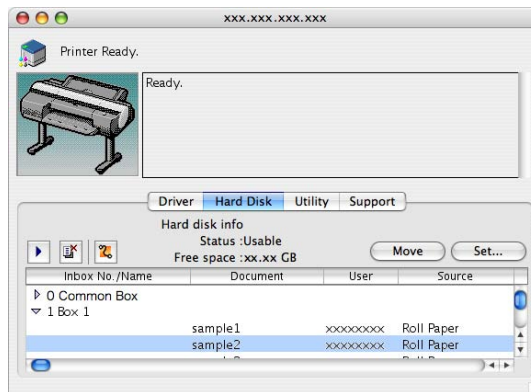 xxx.xxx.xxx.xxx
Printer Ready.
Ready.
Driver Hard Disk Utility Support
Hard disk info
Status :Usable
Free space :xx.xx GB
Move Set...
Inbox No./Name Document User Source
0 Common Box
1 Box 1
sample1 xxxxxxxx Roll Paper
sample2 xxxxxxxx Roll Paper